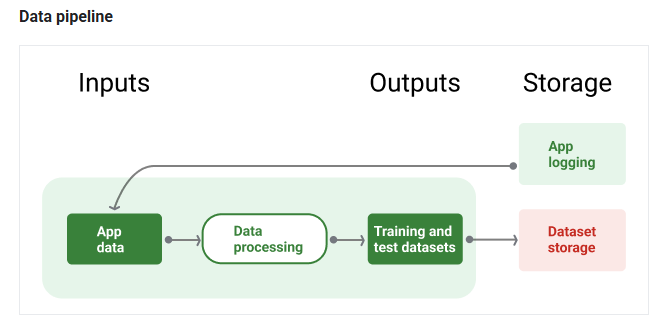 Data pipeline
Inputs
Outputs
Storage
App
logging
App
data
Data
processing
Training and
test datasets
Dataset
storage